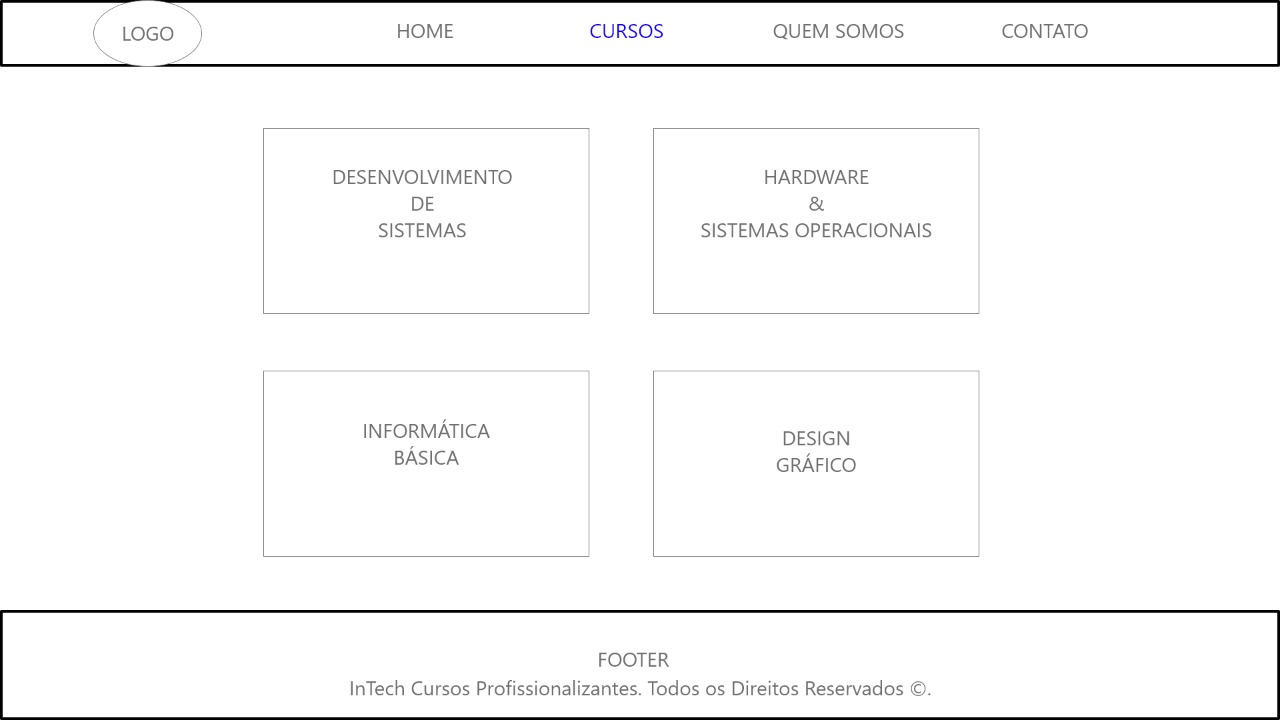 LOGO
HOME
CURSOS
QUEM SOMOS
CONTATO
DESENVOLVIMENTO
DE
SISTEMAS
HARDWARE
&
SISTEMAS OPERACIONAIS
INFORMÁTICA
BÁSICA
DESIGN
GRÁFICO
FOOTER
InTech Cursos Profissionalizantes. Todos os Direitos Reservados ©.